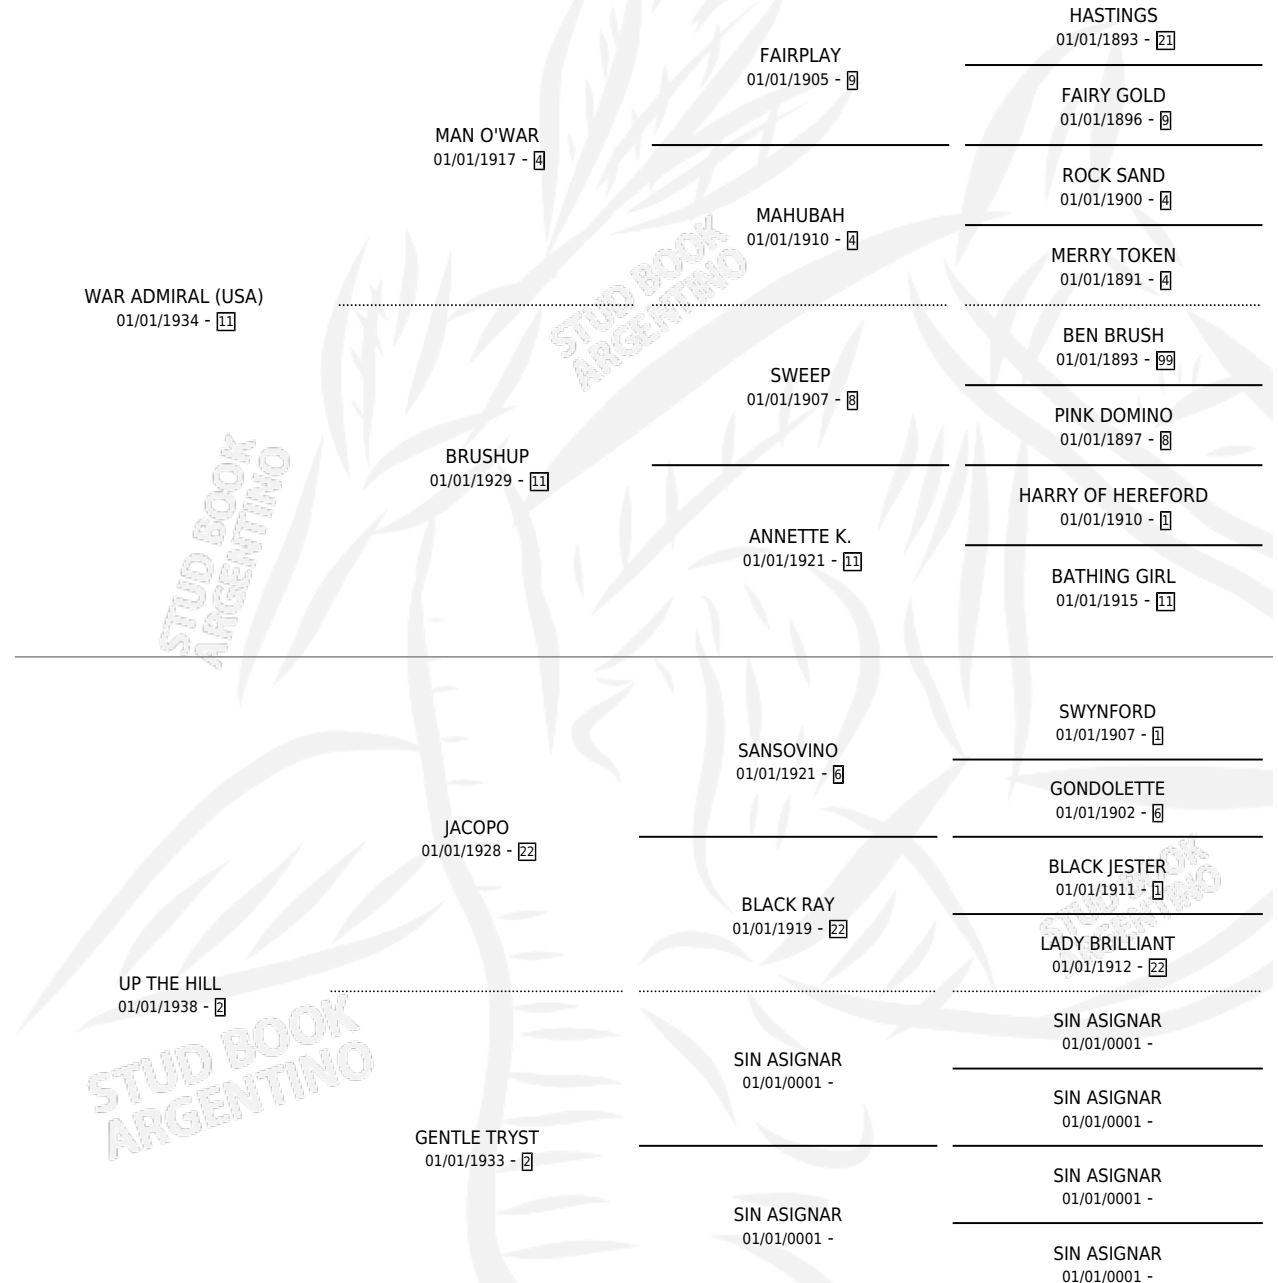 HASTINGS
01/01/1893 - 21
FAIRPLAY
01/01/1905 - 9
FAIRY GOLD
01/01/1896 - 9
MAN O'WAR
01/01/1917 - 4
ROCK SAND
01/01/1900 - 4
MAHUBAH
01/01/1910 - 4
MERRY TOKEN
01/01/1891 - 4
WAR ADMIRAL (USA)
01/01/1934 - 11
BEN BRUSH
01/01/1893 - 99
SWEEP
01/01/1907 - 8
PINK DOMINO
01/01/1897 - 8
BRUSHUP
01/01/1929 - 11
HARRY OF HEREFORD
01/01/1910 - 1
ANNETTE K.
01/01/1921 - 11
BATHING GIRL
01/01/1915 - 11
SWYNFORD
01/01/1907 - 1
SANSOVINO
01/01/1921 - 6
GONDOLETTE
01/01/1902 - 6
JACOPO
01/01/1928 - 22
BLACK JESTER
01/01/1911 - 1
BLACK RAY
01/01/1919 - 22
LADY BRILLIANT
01/01/1912 - 22
UP THE HILL
01/01/1938 - 2
SIN ASIGNAR
01/01/0001 -
SIN ASIGNAR
01/01/0001 -
SIN ASIGNAR
01/01/0001 -
GENTLE TRYST
01/01/1933 - 2
SIN ASIGNAR
01/01/0001 -
SIN ASIGNAR
01/01/0001 -
SIN ASIGNAR
01/01/0001 -
STUD BOOK
ARGENTINO
STUD BOOK
ARGENTINO
STUD BOOK
ARGENTINO
STUD BOOK
ARGENTINO